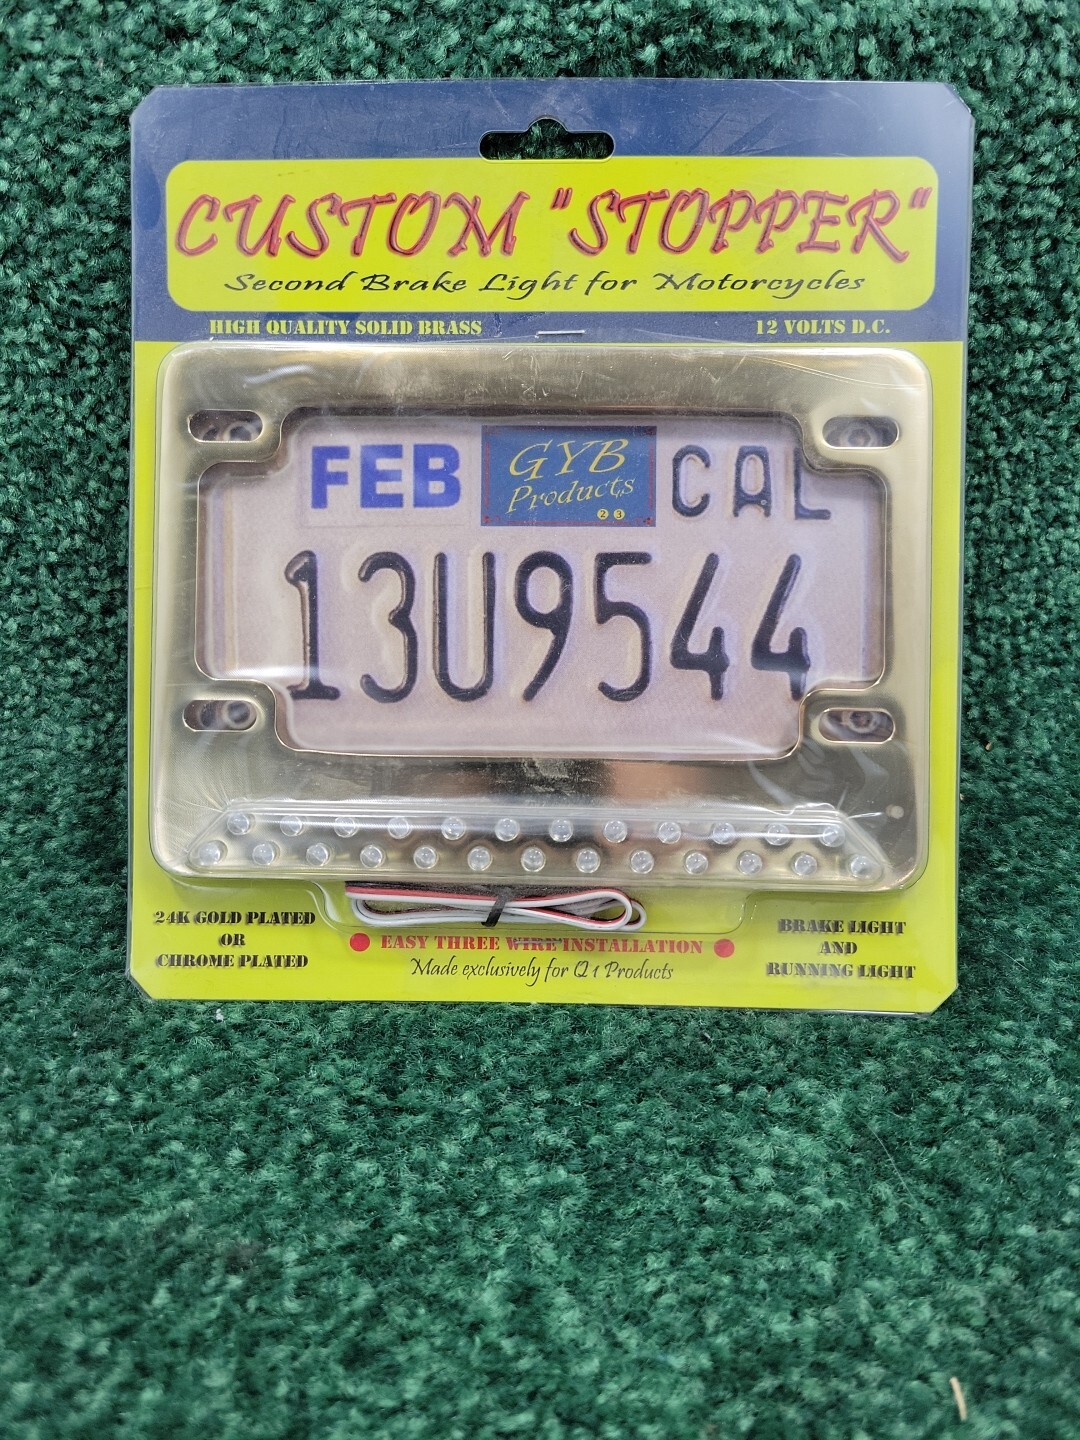 CUSTOM "STOPPER"
Second Brake Light for Motorcycles
HIGH QUALITY SOLID BRASS
12 VOLTS D.C.
FEB
GYB
Products
2 3
CAL
13U9544
24K GOLD PLATED
OR
CHROME PLATED
EASY THREE WIRE INSTALLATION
Made exclusively for Q1 Products
BRAKE LIGHT
AND
RUNNING LIGHT